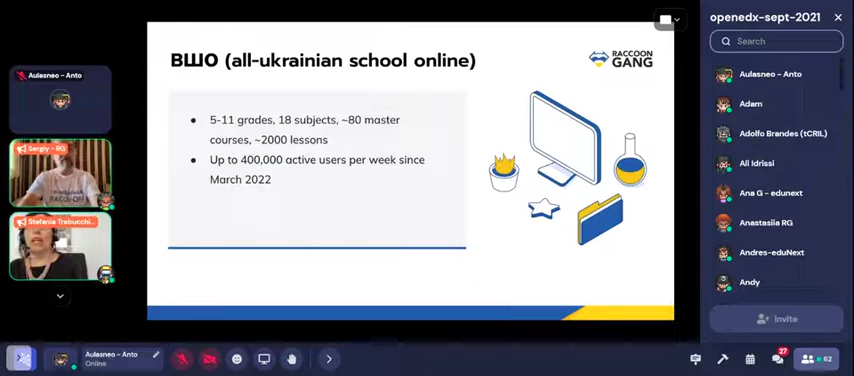 openedx-sept-2021
Search
ВШО (all-ukrainian school online)
RACCOON
GANG
5-11 grades, 18 subjects, ~80 master
courses, ~2000 lessons
Up to 400,000 active users per week since
March 2022
Aulasneo - Anto
Sergiy - RG
Stefania Trabucchi...
Aulasneo - Anto
Adam
Adolfo Brandes (tCRIL)
Ali Idrissi
Ana G - edunext
Anastasiia RG
Andres-eduNext
Andy
Invite
Aulasneo - Anto
Online
27
62